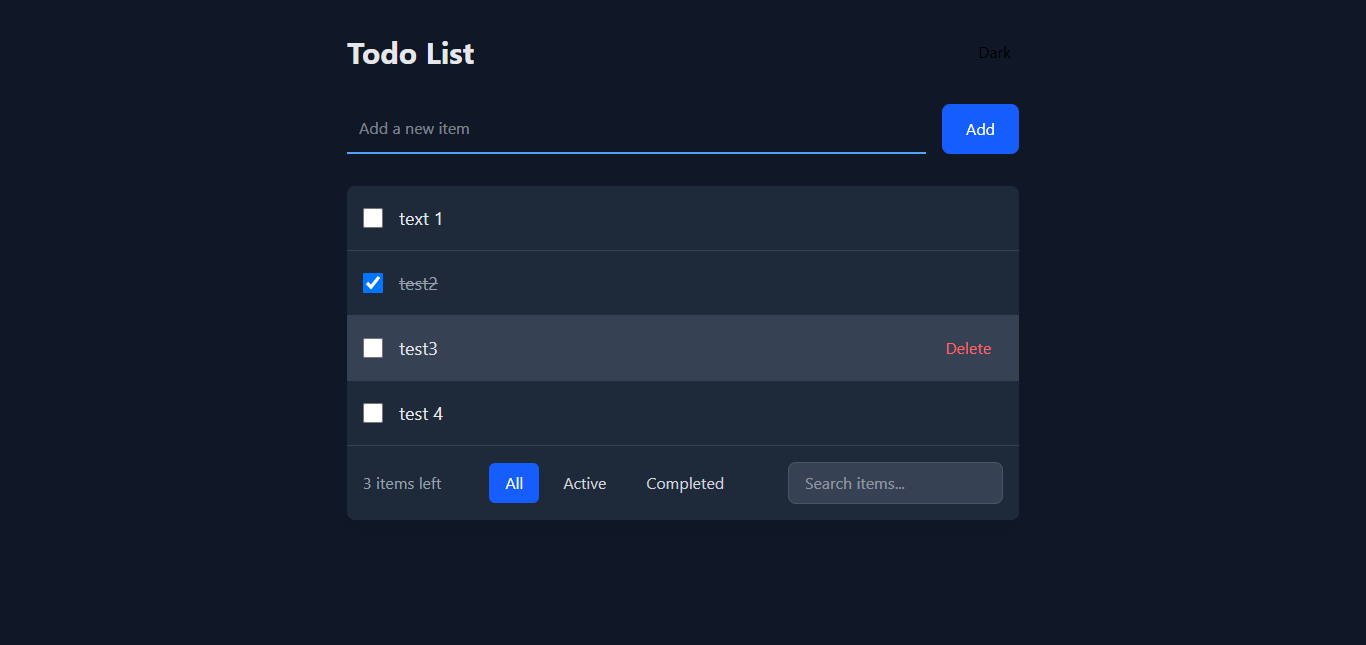 Todo List
Dark
Add a new item
Add
text 1
test2
test3
Delete
test 4
3 items left
All
Active
Completed
Search items...